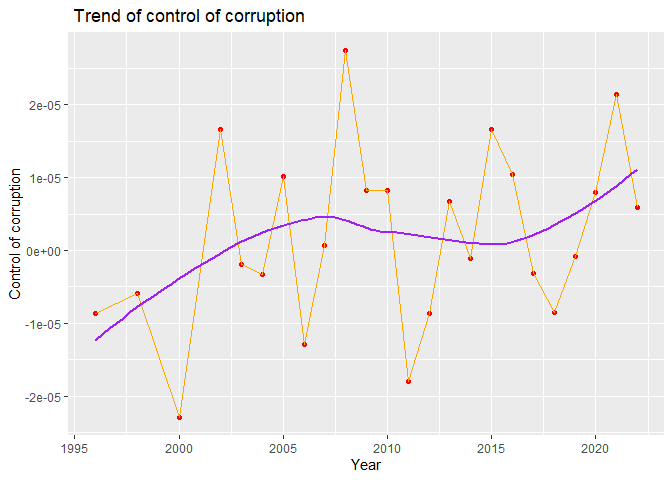 Trend of control of corruption
Control of corruption
2e-05
1e-05
0e+00
-1e-05
-2e-05
1995 2000 2005 2010 2015 2020
Year